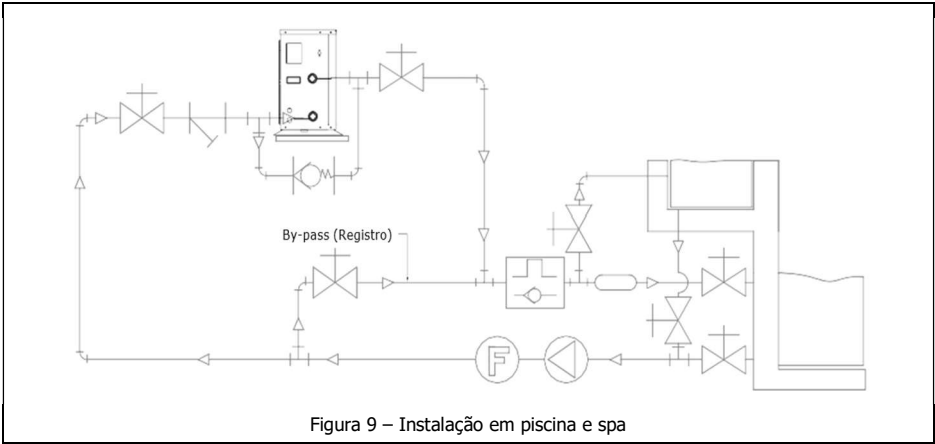 By-pass (Registro)
F
Figura 9 – Instalação em piscina e spa